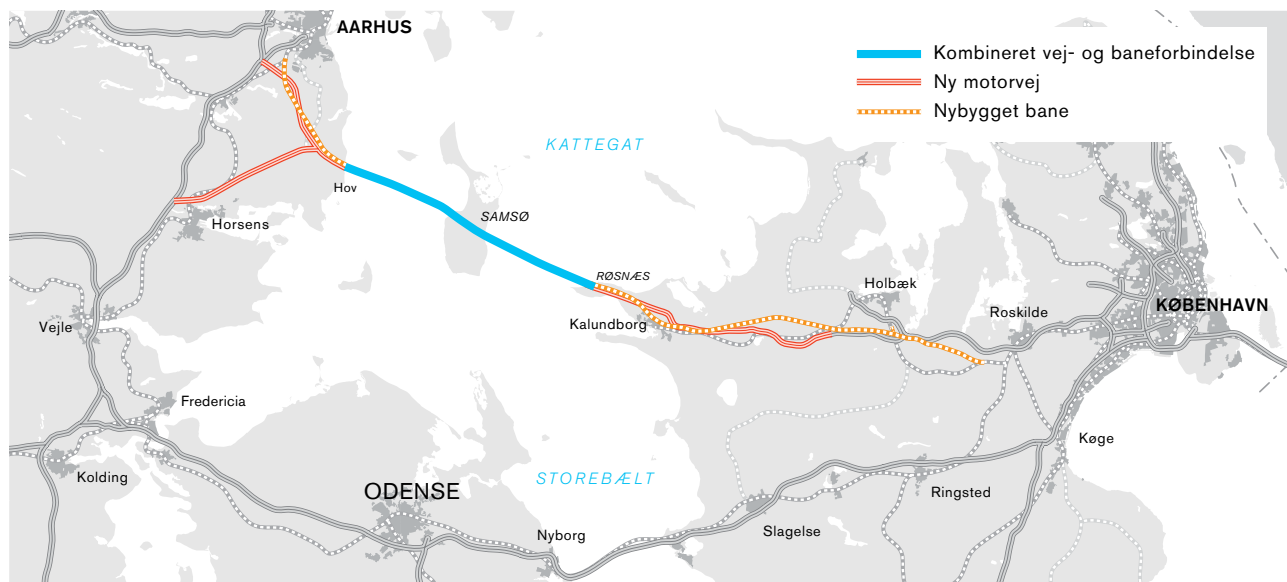 AARHUS
Kombineret vej- og baneforbindelse
Ny motorvej
Nybygget bane
KATTEGAT
Hov
SAMSØ
Horsens
RØSNÆS
Holbæk
Roskilde
KØBENHAVN
Kalundborg
Vejle
Fredericia
Køge
Kolding
STOREBÆLT
ODENSE
Ringsted
Slagelse
Nyborg